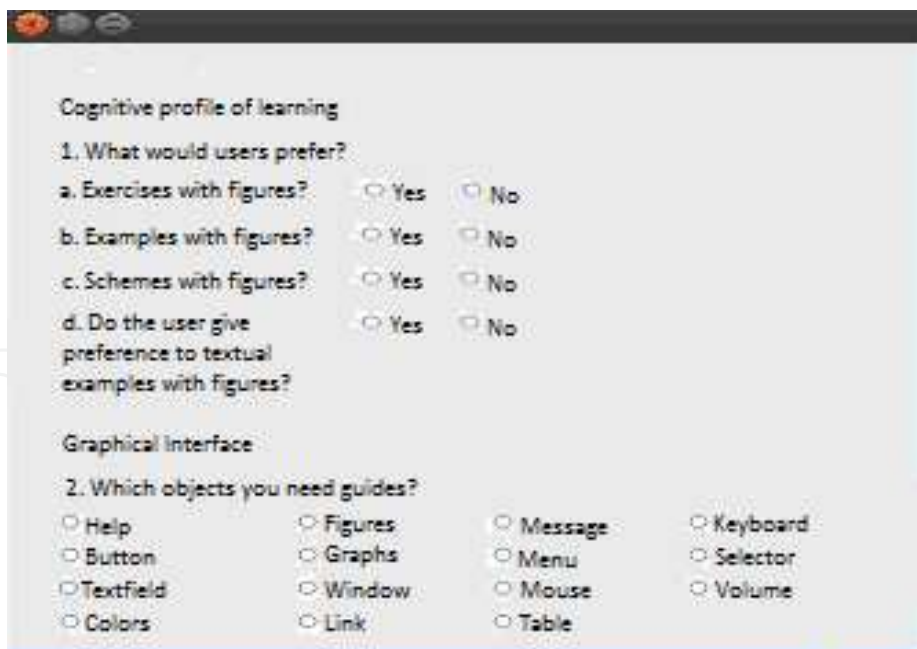 Cognitive profile of learning
1. What would users prefer?
a. Exercises with figures? Yes No
b. Examples with figures? Yes No
c. Schemes with figures? Yes No
d. Do the user give Yes No
preference to textual
examples with figures?
Graphical Interface
2. Which objects you need guides?
Help Figures Message Keyboard
Button Graphs Menu Selector
Textfield Window Mouse Volume
Colors Link Table